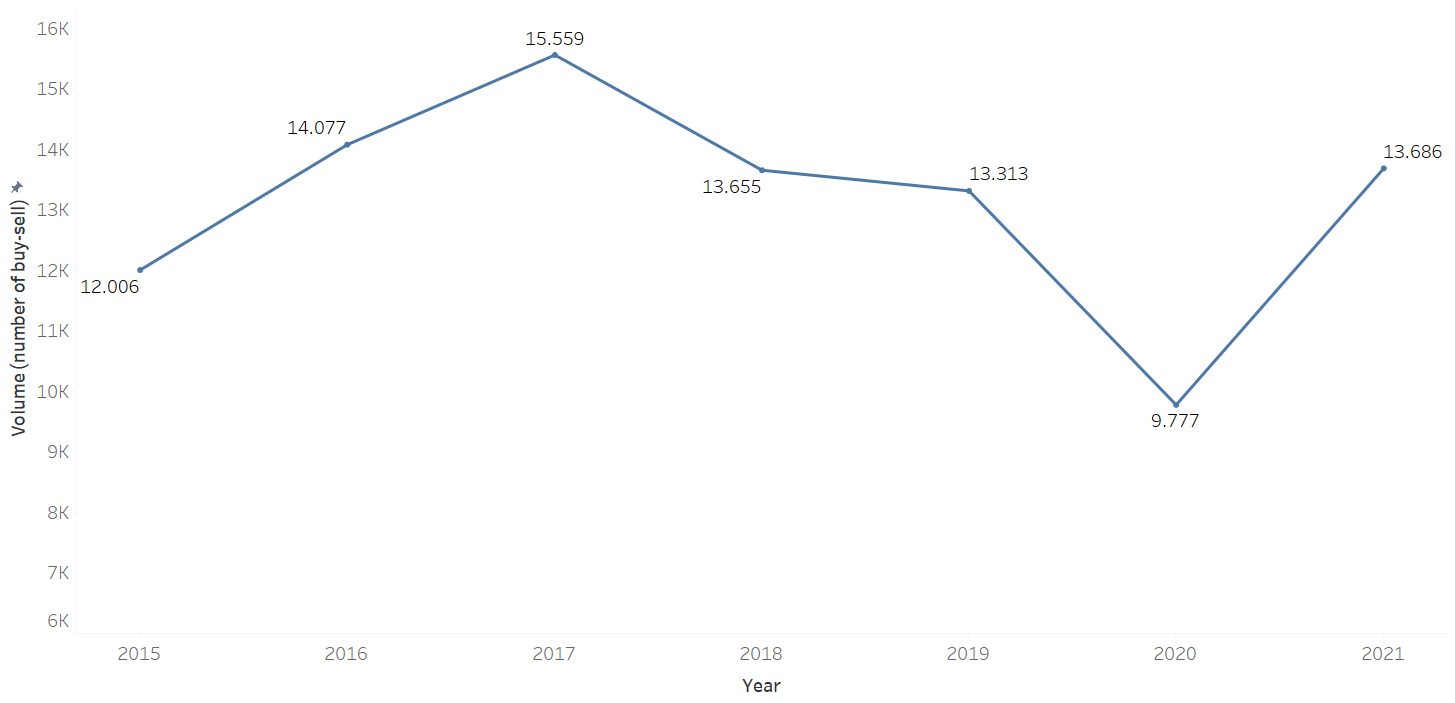 16K
15K
14K
13K
12K
11K
10K
9K
8K
7K
6K
Volume (number of buy-sell)
12.006
14.077
15.559
13.655
13.313
9.777
13.686
2015 2016 2017 2018 2019 2020 2021
Year